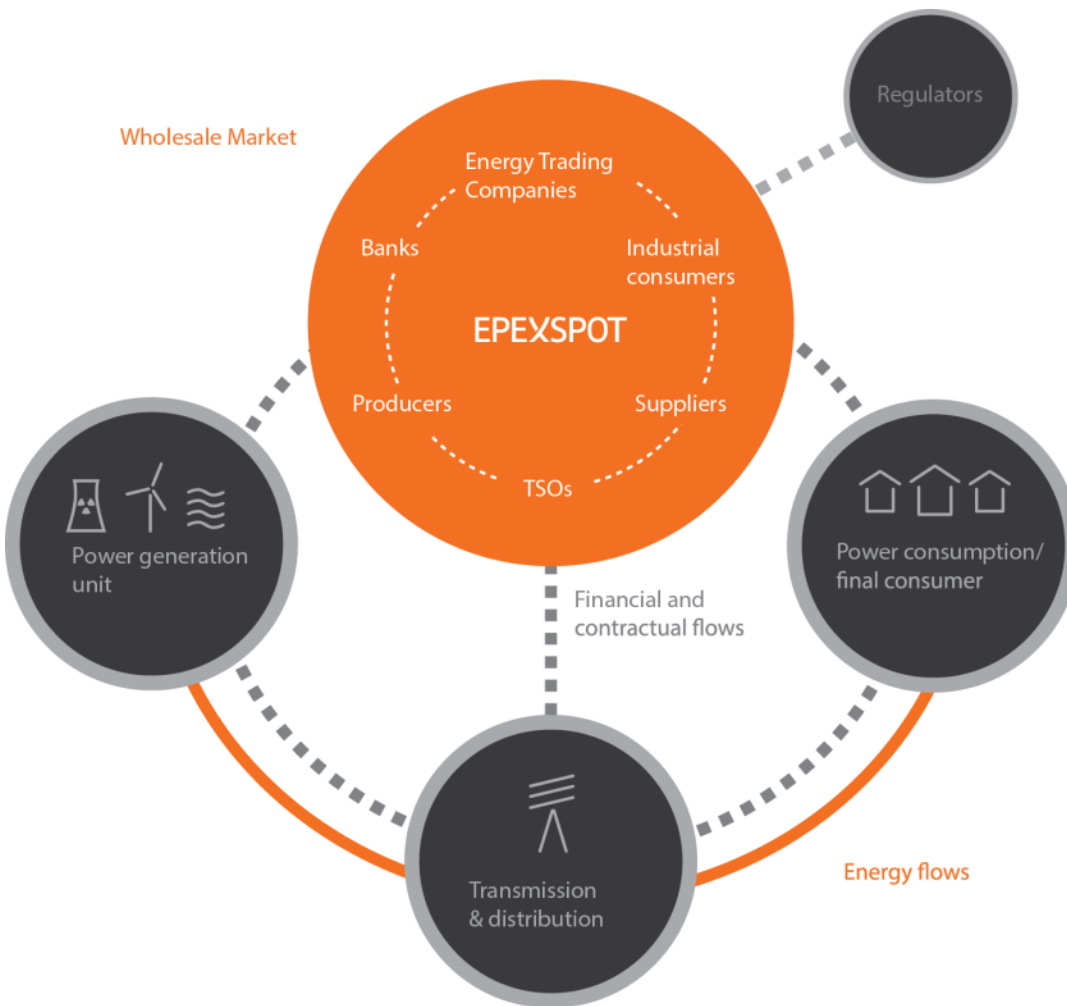 Regulators
Wholesale Market
Energy Trading
Companies
Banks
Industrial
consumers
EPEXSPOT
Producers
Suppliers
TSOs
Power generation
unit
Power consumption/
final consumer
Financial and
contractual flows
Transmission
& distribution
Energy flows